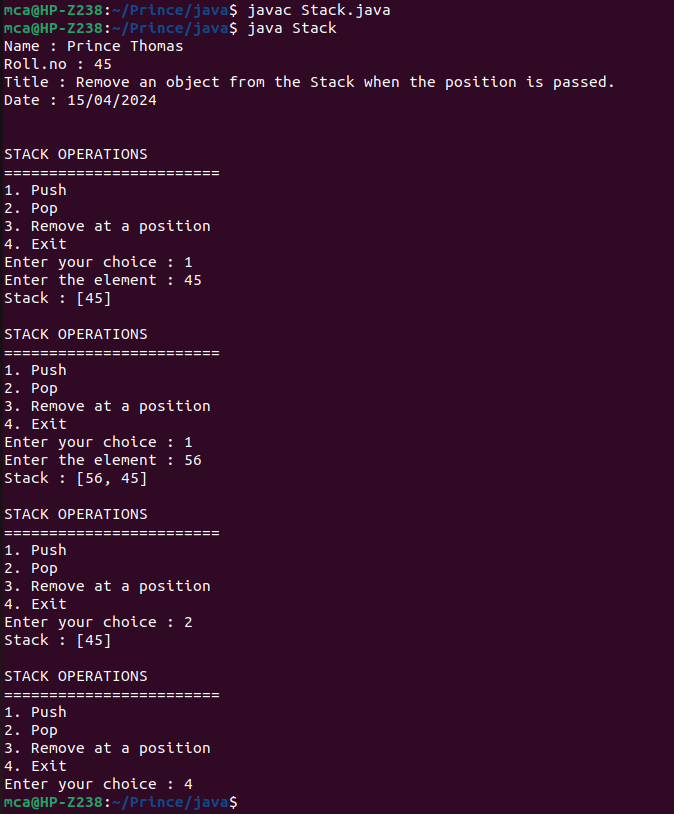 mca@HP-Z238:~/Prince/java$ javac Stack.java
mca@HP-Z238:~/Prince/java$ java Stack
Name : Prince Thomas
Roll.no : 45
Title : Remove an object from the Stack when the position is passed.
Date : 15/04/2024
STACK OPERATIONS
========================
1. Push
2. Pop
3. Remove at a position
4. Exit
Enter your choice : 1
Enter the element : 45
Stack : [45]
STACK OPERATIONS
========================
1. Push
2. Pop
3. Remove at a position
4. Exit
Enter your choice : 1
Enter the element : 56
Stack : [56, 45]
STACK OPERATIONS
========================
1. Push
2. Pop
3. Remove at a position
4. Exit
Enter your choice : 2
Stack : [45]
STACK OPERATIONS
========================
1. Push
2. Pop
3. Remove at a position
4. Exit
Enter your choice : 4
mca@HP-Z238:~/Prince/java$